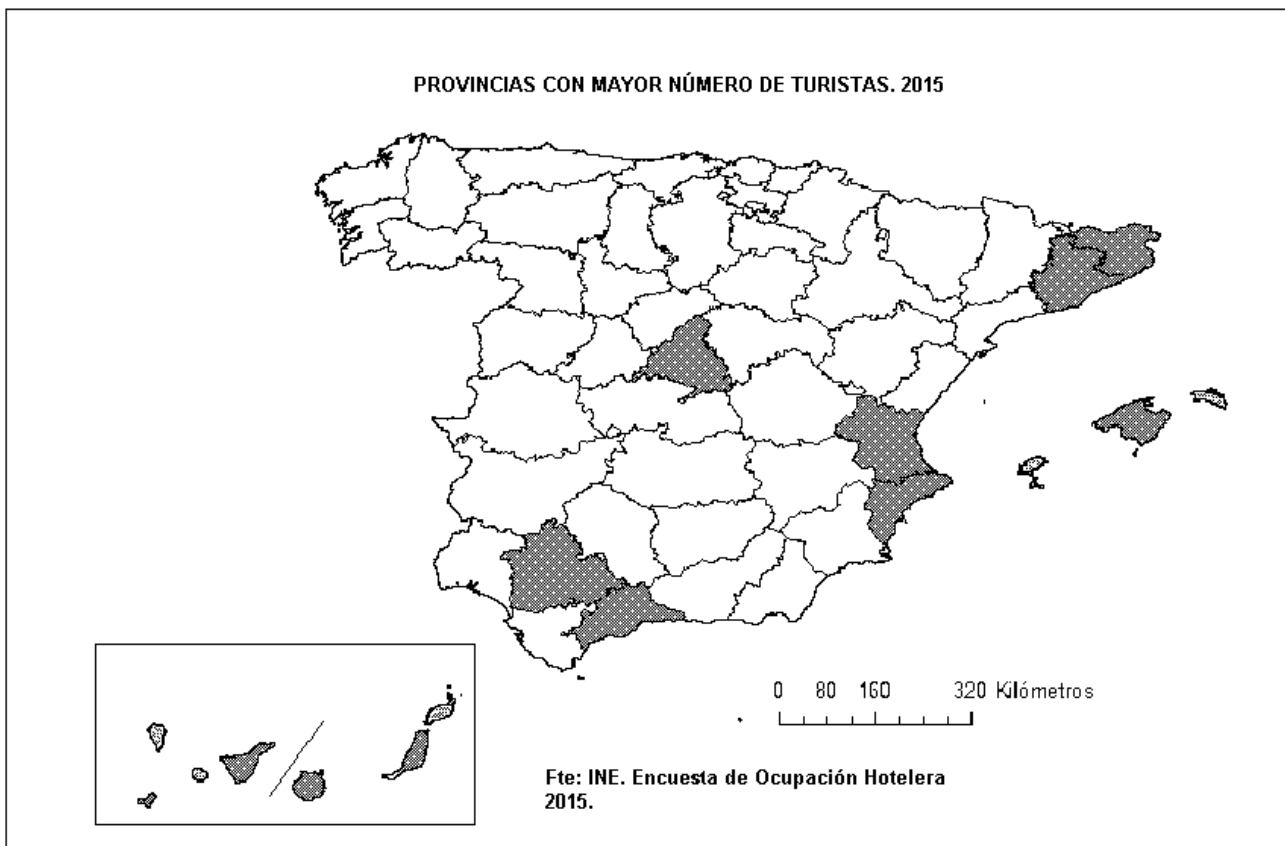 PROVINCIAS CON MAYOR NÚMERO DE TURISTAS. 2015
0 80 160 320 Kilómetros
Fte: INE. Encuesta de Ocupación Hotelera
2015.